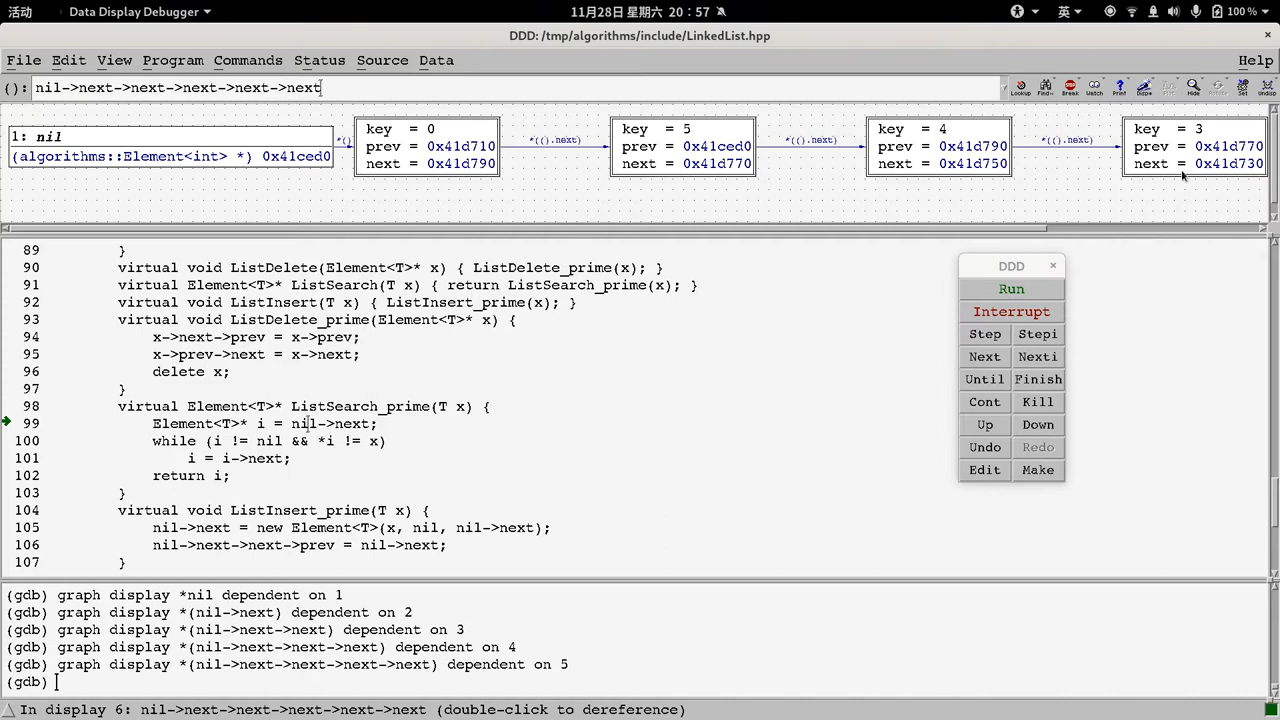 活动 Data Display Debugger 11月28日 星期六 20：57 英 100 %
DDD: /tmp/algorithms/include/LinkedList.hpp ×
File Edit View Program Commands Status Source Data Help
(): nil->next->next->next->next->next Lookup Find» Break Watch Print Hide Set Undisp
1: nil
(algorithms::Element<int> *) 0x41ced0
*()
key = 0
prev = 0x41d710
next = 0x41d790
*(().next)
key = 5
prev = 0x41ced0
next = 0x41d770
*(().next)
key = 4
prev = 0x41d790
next = 0x41d750
*(().next)
key = 3
prev = 0x41d770
next = 0x41d730
89 }
90 virtual void ListDelete(Element<T>* x) { ListDelete_prime(x); }
91 virtual Element<T>* ListSearch(T x) { return ListSearch_prime(x); }
92 virtual void ListInsert(T x) { ListInsert_prime(x); }
93 virtual void ListDelete_prime(Element<T>* x) {
94 x->next->prev = x->prev;
95 x->prev->next = x->next;
96 delete x;
97 }
98 virtual Element<T>* ListSearch_prime(T x) {
99 Element<T>* i = nil->next;
100 while (i != nil && *i != x)
101 i = i->next;
102 return i;
103 }
104 virtual void ListInsert_prime(T x) {
105 nil->next = new Element<T>(x, nil, nil->next);
106 nil->next->next->prev = nil->next;
107 }
DDD ×
Run
Interrupt
Step Stepi
Next Nexti
Until Finish
Cont Kill
Up Down
Undo Redo
Edit Make
(gdb) graph display *nil dependent on 1
(gdb) graph display *(nil->next) dependent on 2
(gdb) graph display *(nil->next->next) dependent on 3
(gdb) graph display *(nil->next->next->next) dependent on 4
(gdb) graph display *(nil->next->next->next->next) dependent on 5
(gdb)
In display 6: nil->next->next->next->next->next (double-click to dereference)